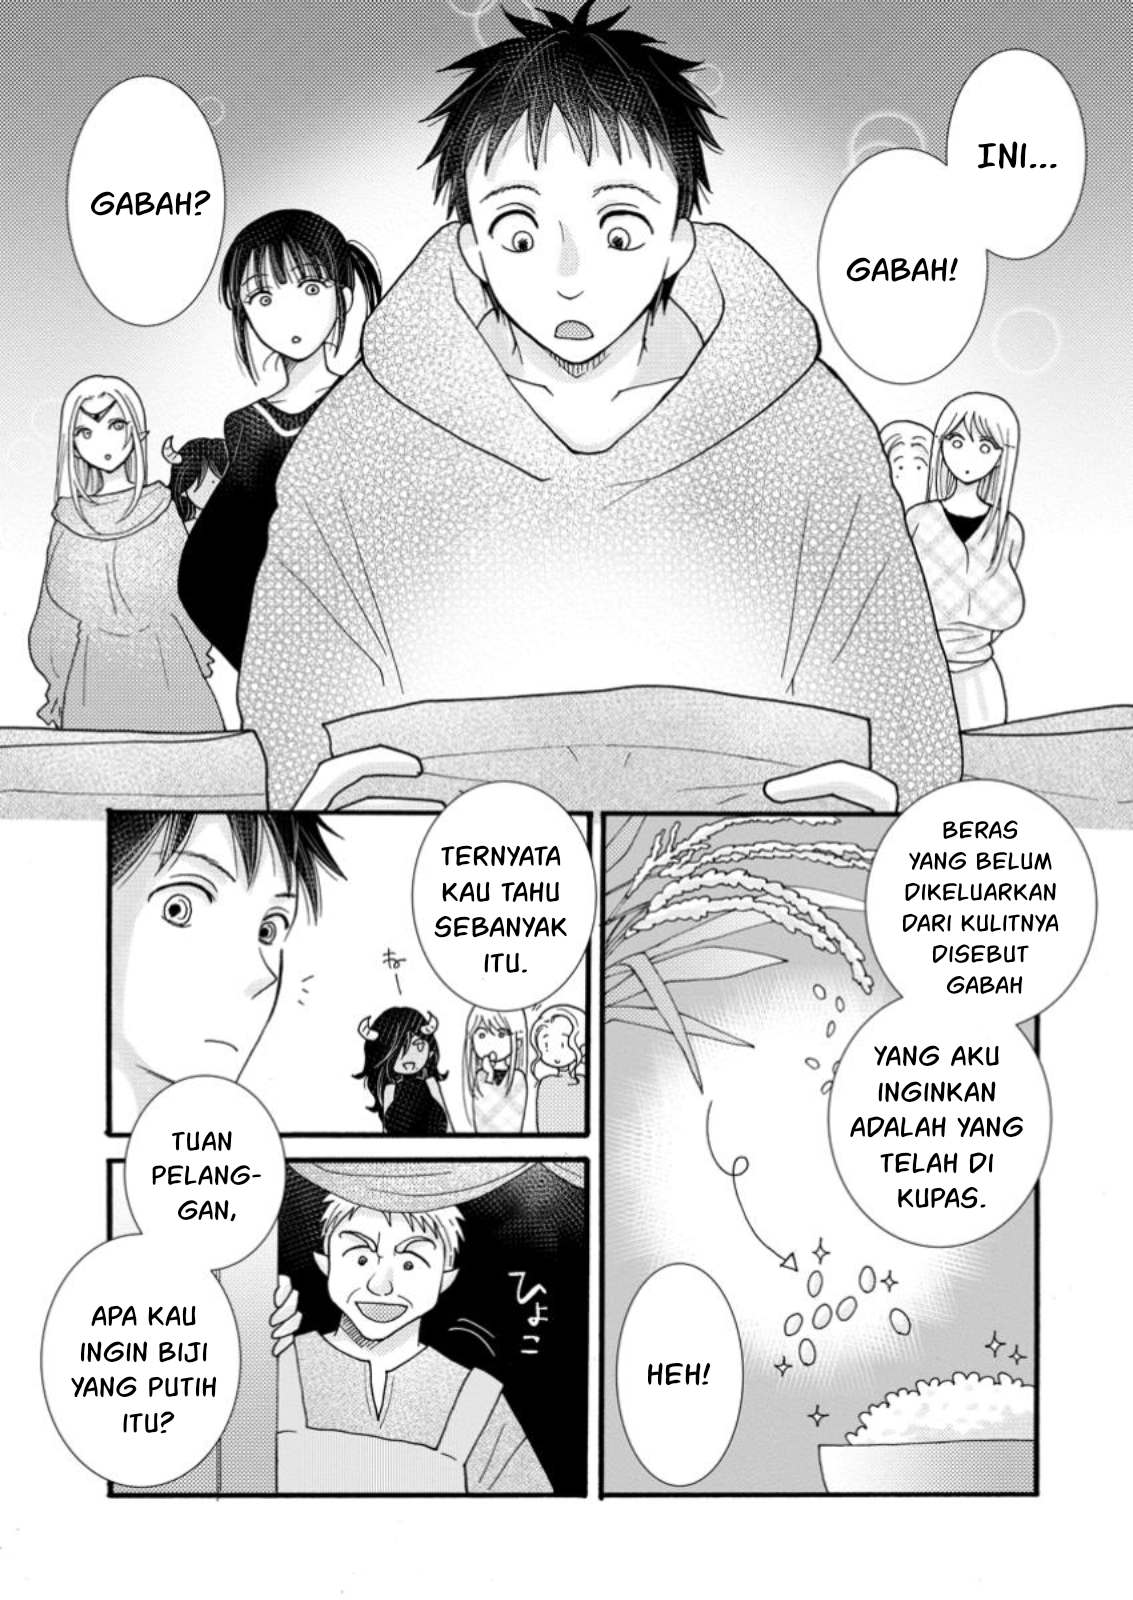 INI...
GABAH!
GABAH?
BERAS
YANG BELUM
DIKELUARKAN
DARI KULITNYA
DISEBUT
GABAH
YANG AKU
INGINKAN
ADALAH YANG
TELAH DI
KUPAS.
HEH!
TERNYATA
KAU TAHU
SEBANYAK
ITU.
ねー
TUAN
PELANG-
GAN,
APA KAU
INGIN BIJI
YANG PUTIH
ITU?
ひょこ